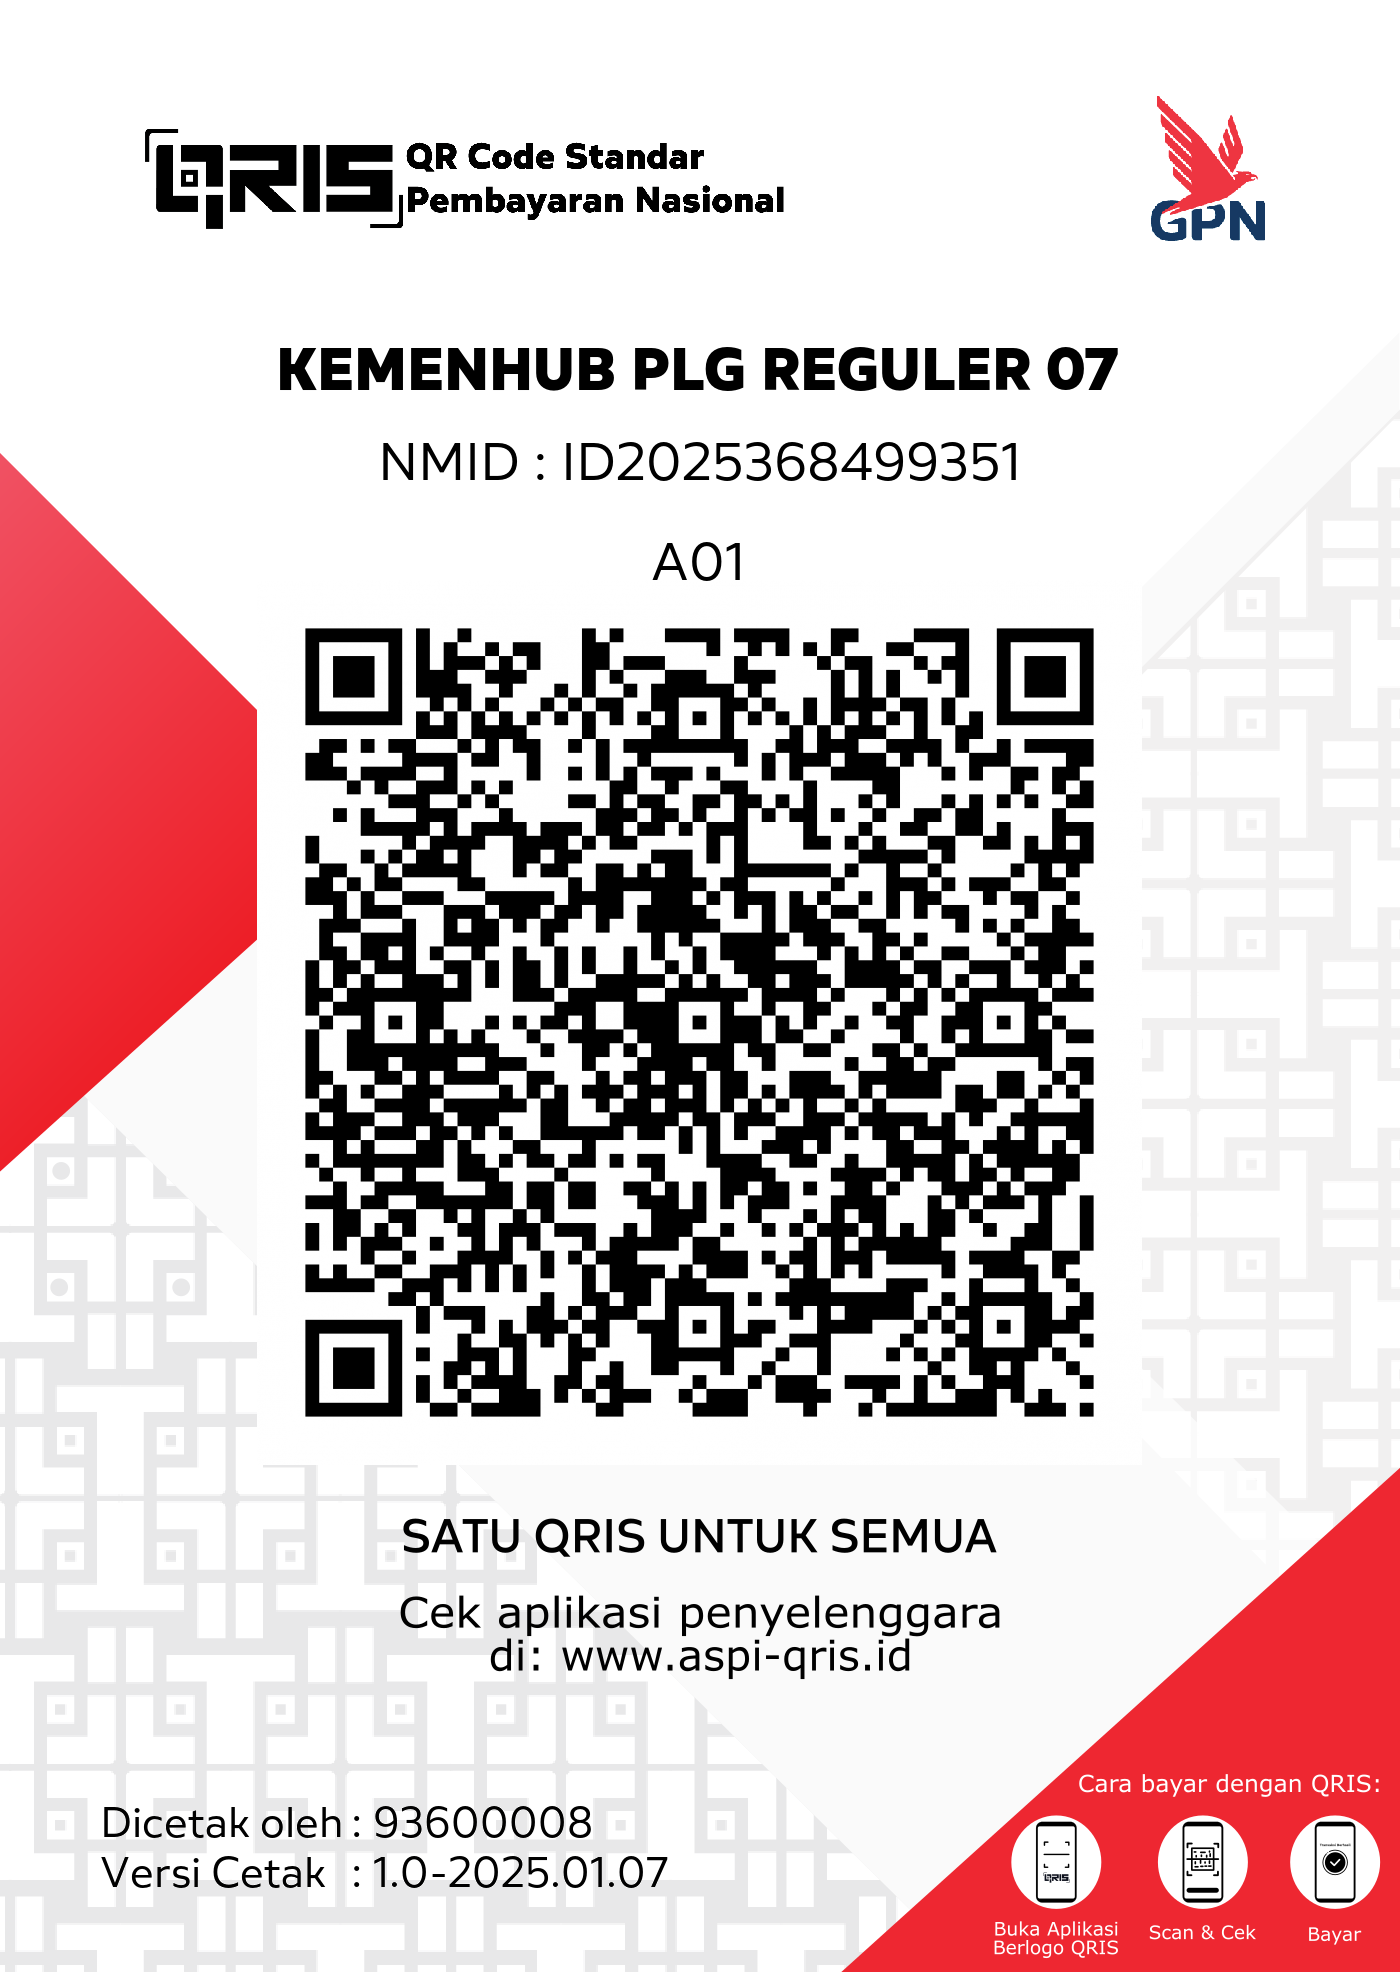 QRIS QR Code Standar
Pembayaran Nasional
GPN
KEMENHUB PLG REGULER 07
NMID : ID2025368499351
A01
SATU QRIS UNTUK SEMUA
Cek aplikasi penyelenggara
di: www.aspi-qris.id
Dicetak oleh : 93600008
Versi Cetak : 1.0-2025.01.07
Cara bayar dengan QRIS:
QRIS
Buka Aplikasi
Berlogo QRIS
Scan & Cek
Bayar